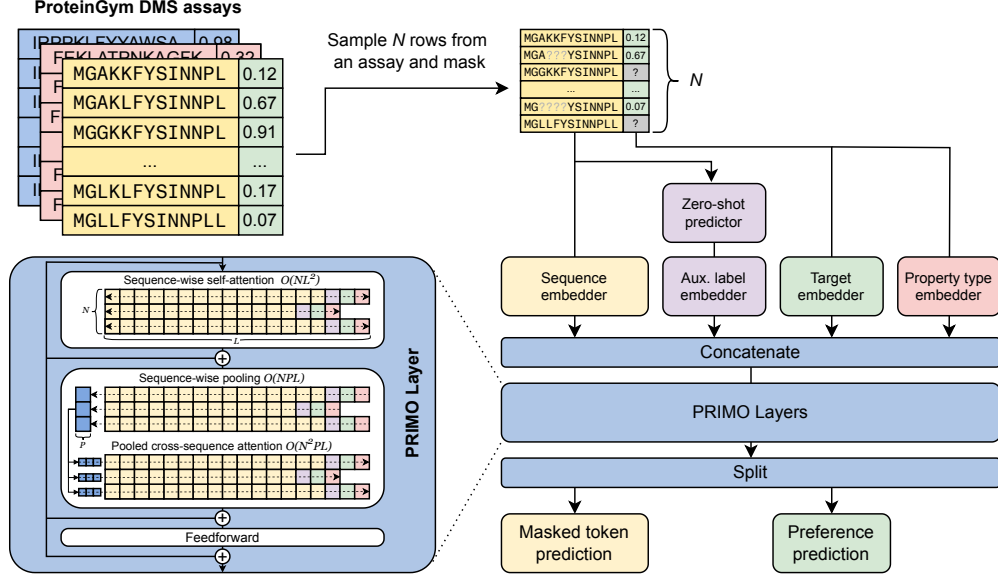 ProteinGym DMS assays
IRPPKLEYYAWSA 0.98
FEKLATPNKAGEK 0.32
MGAKKFYSINNPL 0.12
MGAKLFYSINNPL 0.67
MGGKKFYSINNPL 0.91
... ...
MGLKLFYSINNPL 0.17
MGLLFYSINNPLL 0.07
Sample N rows from
an assay and mask
MGAKKFYSINNPL 0.12
MGA???YSINNPL 0.67
MGGKKFYSINNPL ?
... ...
MG????YSINNPL 0.07
MGLLFYSINNPLL ?
N
Zero-shot
predictor
Sequence
embedder
Aux. label
embedder
Target
embedder
Property type
embedder
Concatenate
PRIMO Layers
Split
Masked token
prediction
Preference
prediction
Sequence-wise self-attention O(NL²)
N
L
Sequence-wise pooling O(NPL)
P
Pooled cross-sequence attention O(N²PL)
Feedforward
PRIMO Layer